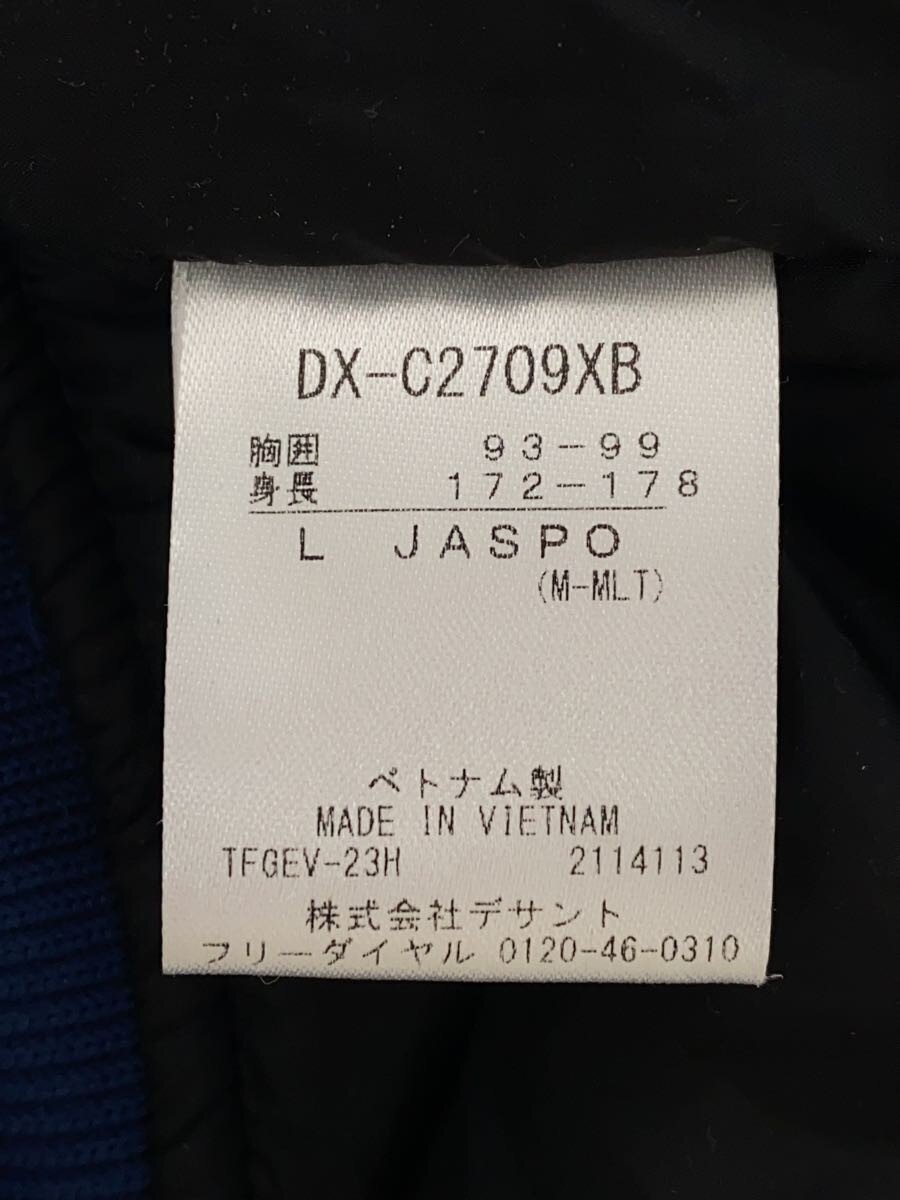 DX-C2709XB
胸囲 93-99
身長 172-178
L JASPO
(M-MLT)
ベトナム製
MADE IN VIETNAM
TFGEV-23H 2114113
株式会社デサント
フリーダイヤル 0120-46-0310